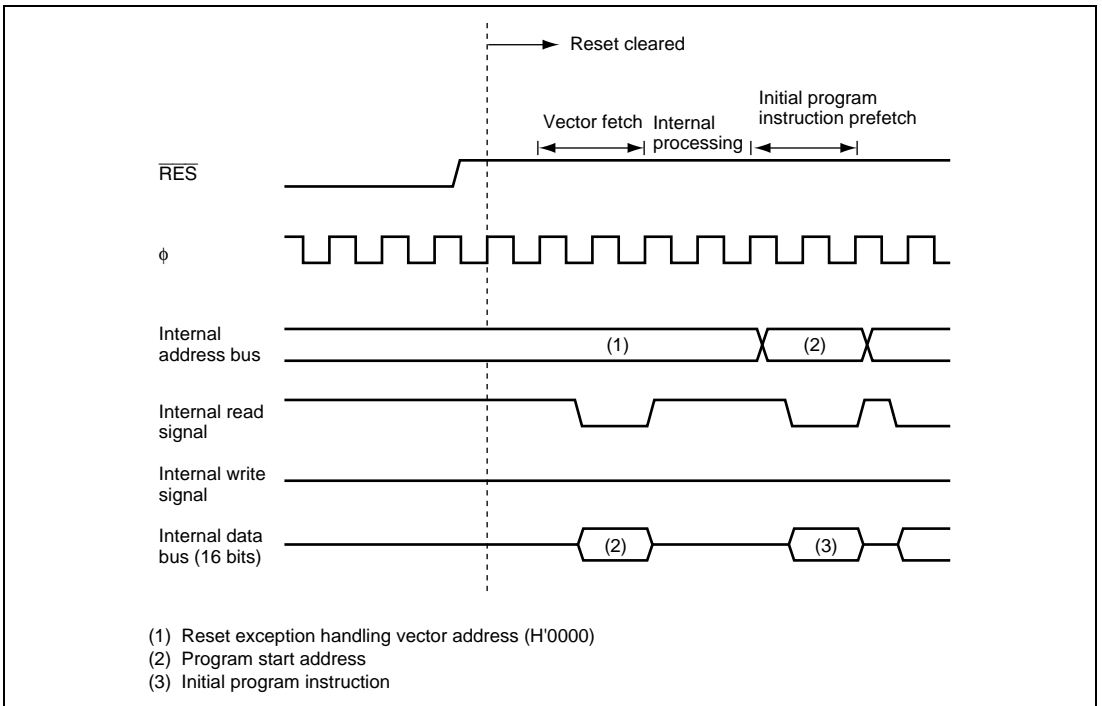 Reset cleared
Initial program
instruction prefetch
Vector fetch
Internal
processing
R̅E̅S̅
φ
Internal
address bus
(1)
(2)
Internal read
signal
Internal write
signal
Internal data
bus (16 bits)
(2)
(3)
(1) Reset exception handling vector address (H'0000)
(2) Program start address
(3) Initial program instruction